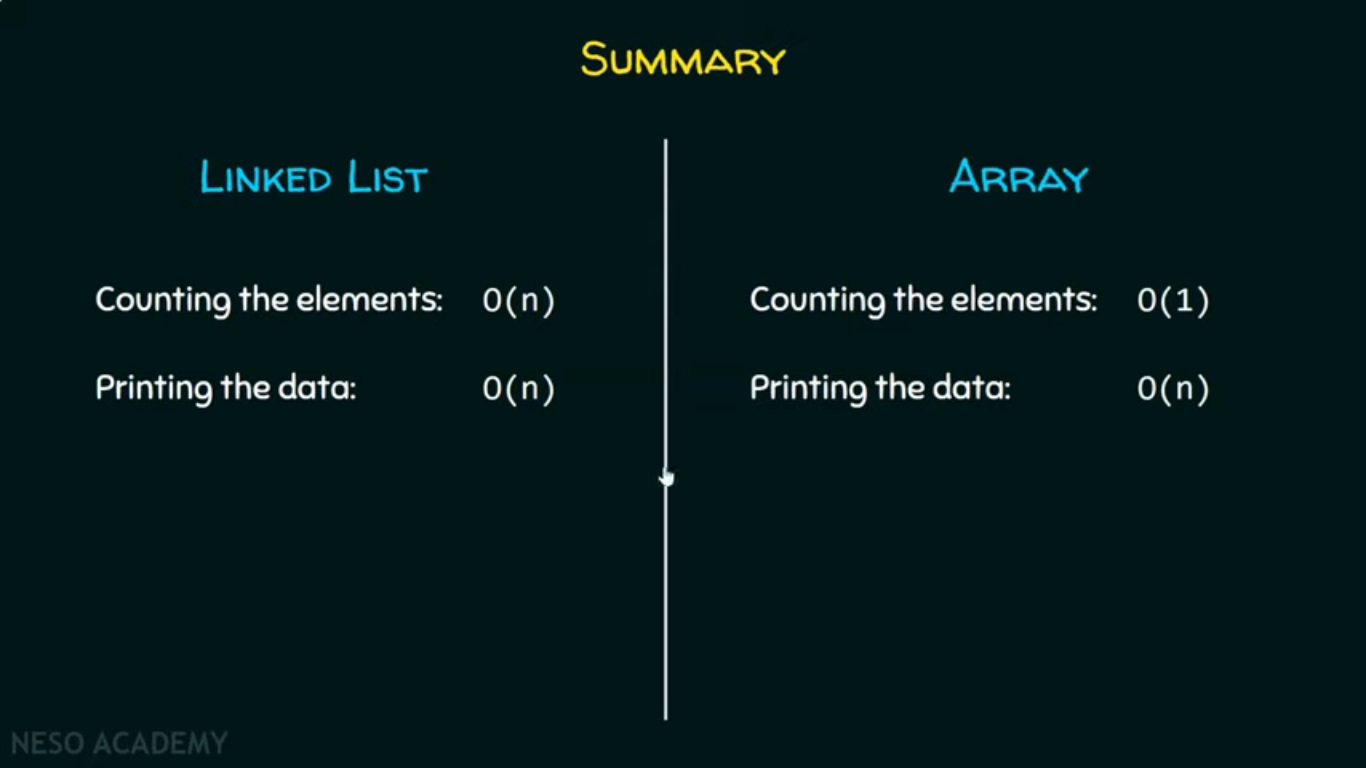 SUMMARY
LINKED LIST
Counting the elements: O(n)
Printing the data: O(n)
ARRAY
Counting the elements: O(1)
Printing the data: O(n)
NESO ACADEMY